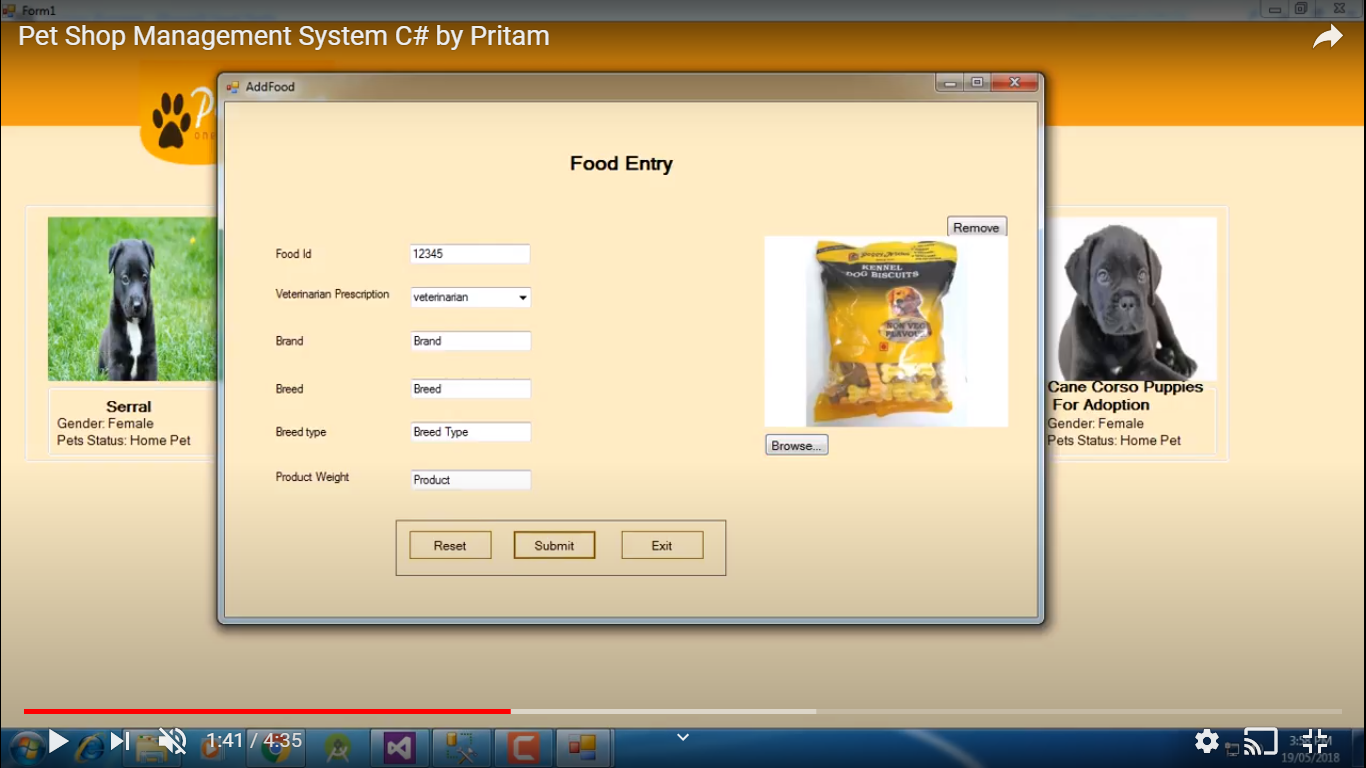 Form1
Pet Shop Management System C# by Pritam
AddFood
Food Entry
Remove
Food Id
12345
Veterinarian Prescription
veterinarian
Brand
Brand
Breed
Breed
Breed type
Breed Type
Product Weight
Product
KENNEL
DOG BISCUITS
NON VEG
FLAVOUR
Browse...
Reset
Submit
Exit
Serral
Gender: Female
Pets Status: Home Pet
Cane Corso Puppies
For Adoption
Gender: Female
Pets Status: Home Pet
1:41 / 4:35
19/05/2018